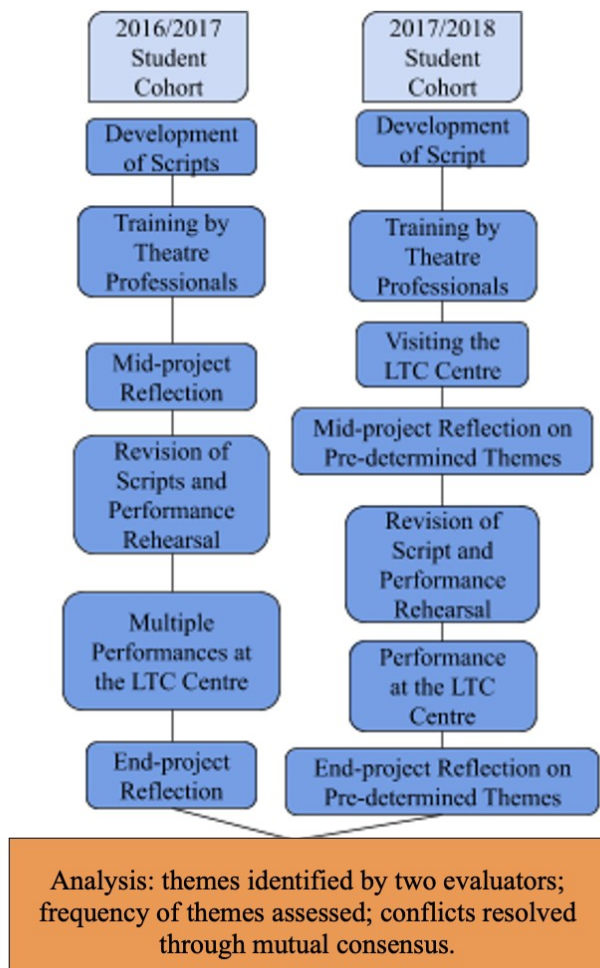 2016/2017
Student
Cohort
Development
of Scripts
Training by
Theatre
Professionals
Mid-project
Reflection
Revision of
Scripts and
Performance
Rehearsal
Multiple
Performances at
the LTC Centre
End-project
Reflection
2017/2018
Student
Cohort
Development
of Script
Training by
Theatre
Professionals
Visiting the
LTC Centre
Mid-project Reflection on
Pre-determined Themes
Revision of
Script and
Performance
Rehearsal
Performance
at the LTC
Centre
End-project Reflection on
Pre-determined Themes
Analysis: themes identified by two evaluators;
frequency of themes assessed; conflicts resolved
through mutual consensus.